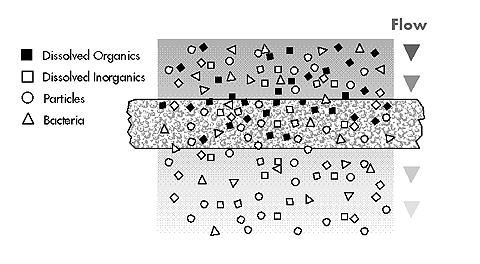 Flow
Dissolved Organics
Dissolved Inorganics
Particles
Bacteria